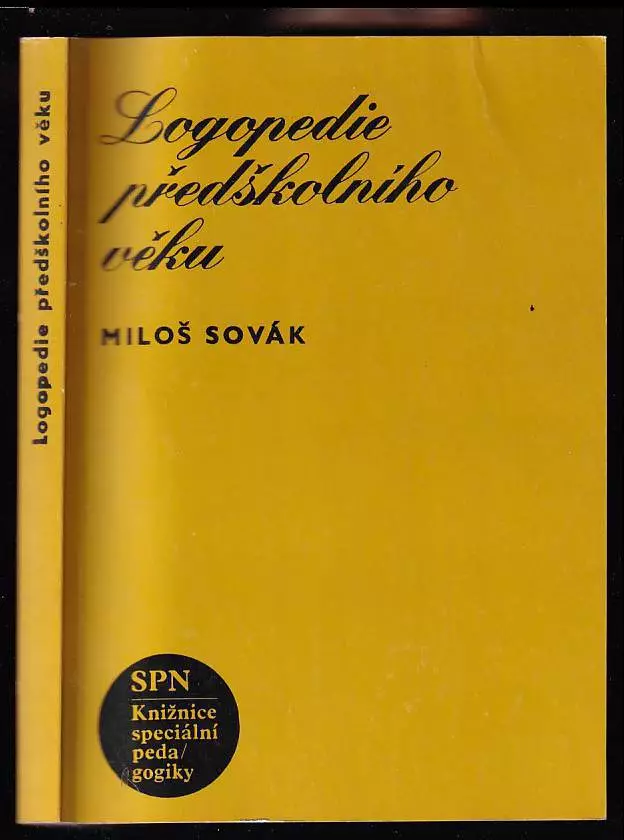 Logopedie předškolního věku
Logopedie
předškolního
věku
MILOŠ SOVÁK
SPN
Knižnice
speciální
peda/
gogiky